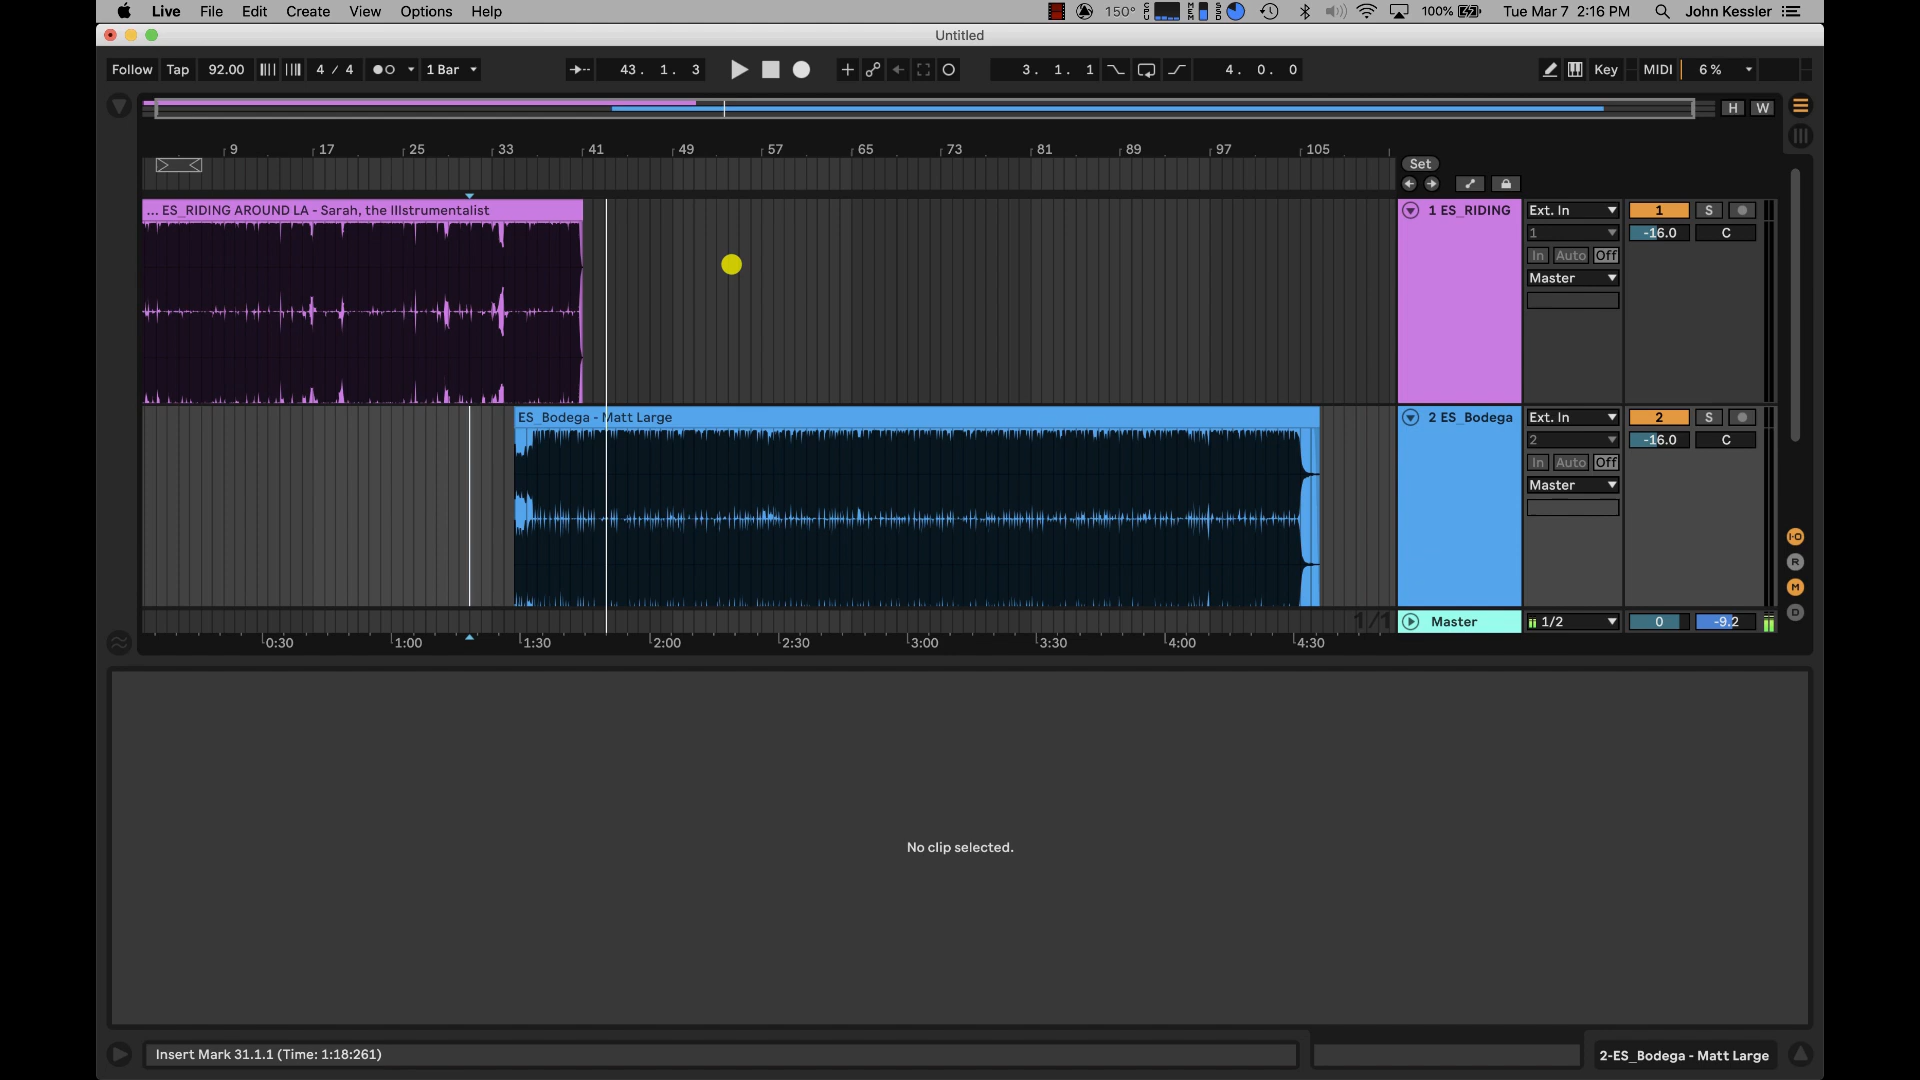 Live File Edit Create View Options Help 150° CPU MEM SSD 100% Tue Mar 7 2:16 PM John Kessler
Untitled
Follow Tap 92.00 4 / 4 1 Bar 43. 1. 3 3. 1. 1 4. 0. 0 Key MIDI 6 %
H W
9 17 25 33 41 49 57 65 73 81 89 97 105
Set
... ES_RIDING AROUND LA - Sarah, the Illstrumentalist
1 ES_RIDING Ext. In 1 S
1 -16.0 C
In Auto Off
Master
ES_Bodega - Matt Large
2 ES_Bodega Ext. In 2 S
2 -16.0 C
In Auto Off
Master
I·O
R
M
D
1/1 Master 1/2 0 -9.2
0:30 1:00 1:30 2:00 2:30 3:00 3:30 4:00 4:30
No clip selected.
Insert Mark 31.1.1 (Time: 1:18:261)
2-ES_Bodega - Matt Large